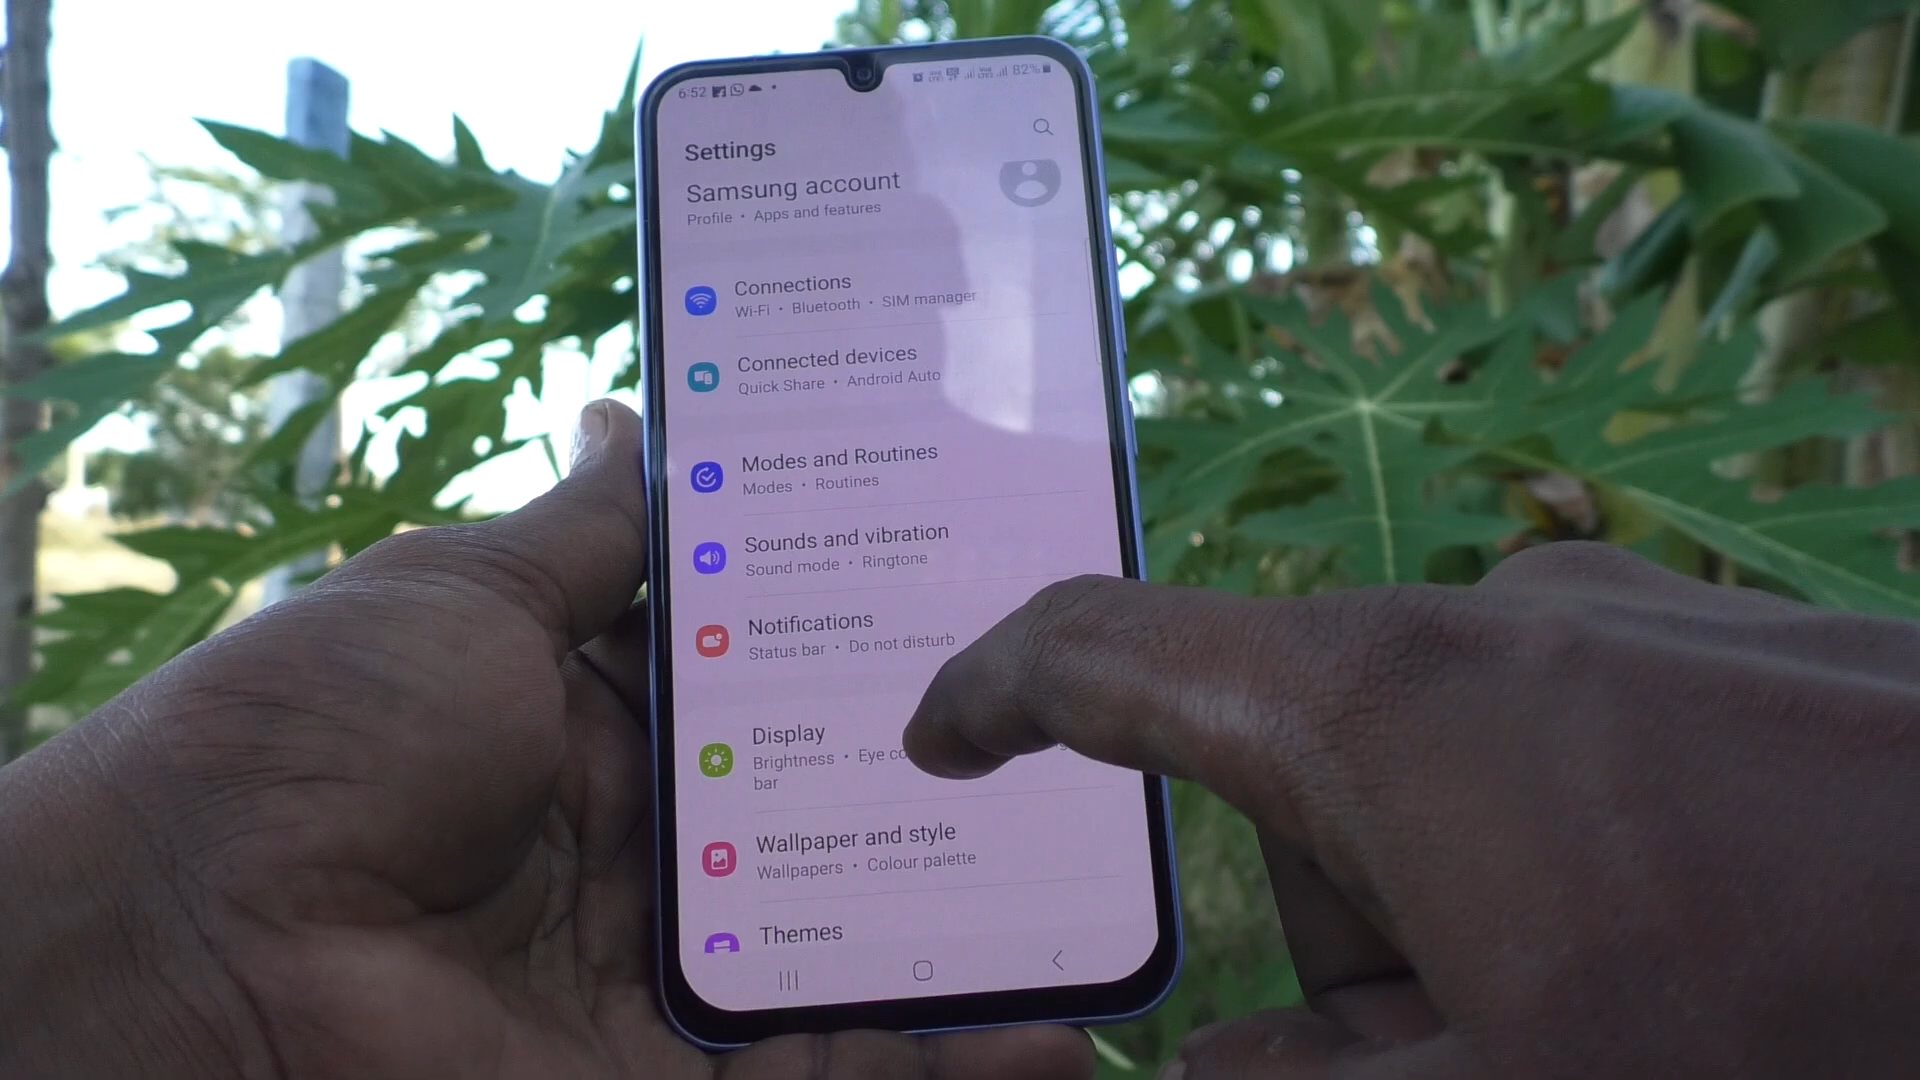 6:52 82%
Settings
Samsung account
Profile • Apps and features
Connections
Wi-Fi • Bluetooth • SIM manager
Connected devices
Quick Share • Android Auto
Modes and Routines
Modes • Routines
Sounds and vibration
Sound mode • Ringtone
Notifications
Status bar • Do not disturb
Display
Brightness • Eye co
bar
Wallpaper and style
Wallpapers • Colour palette
Themes